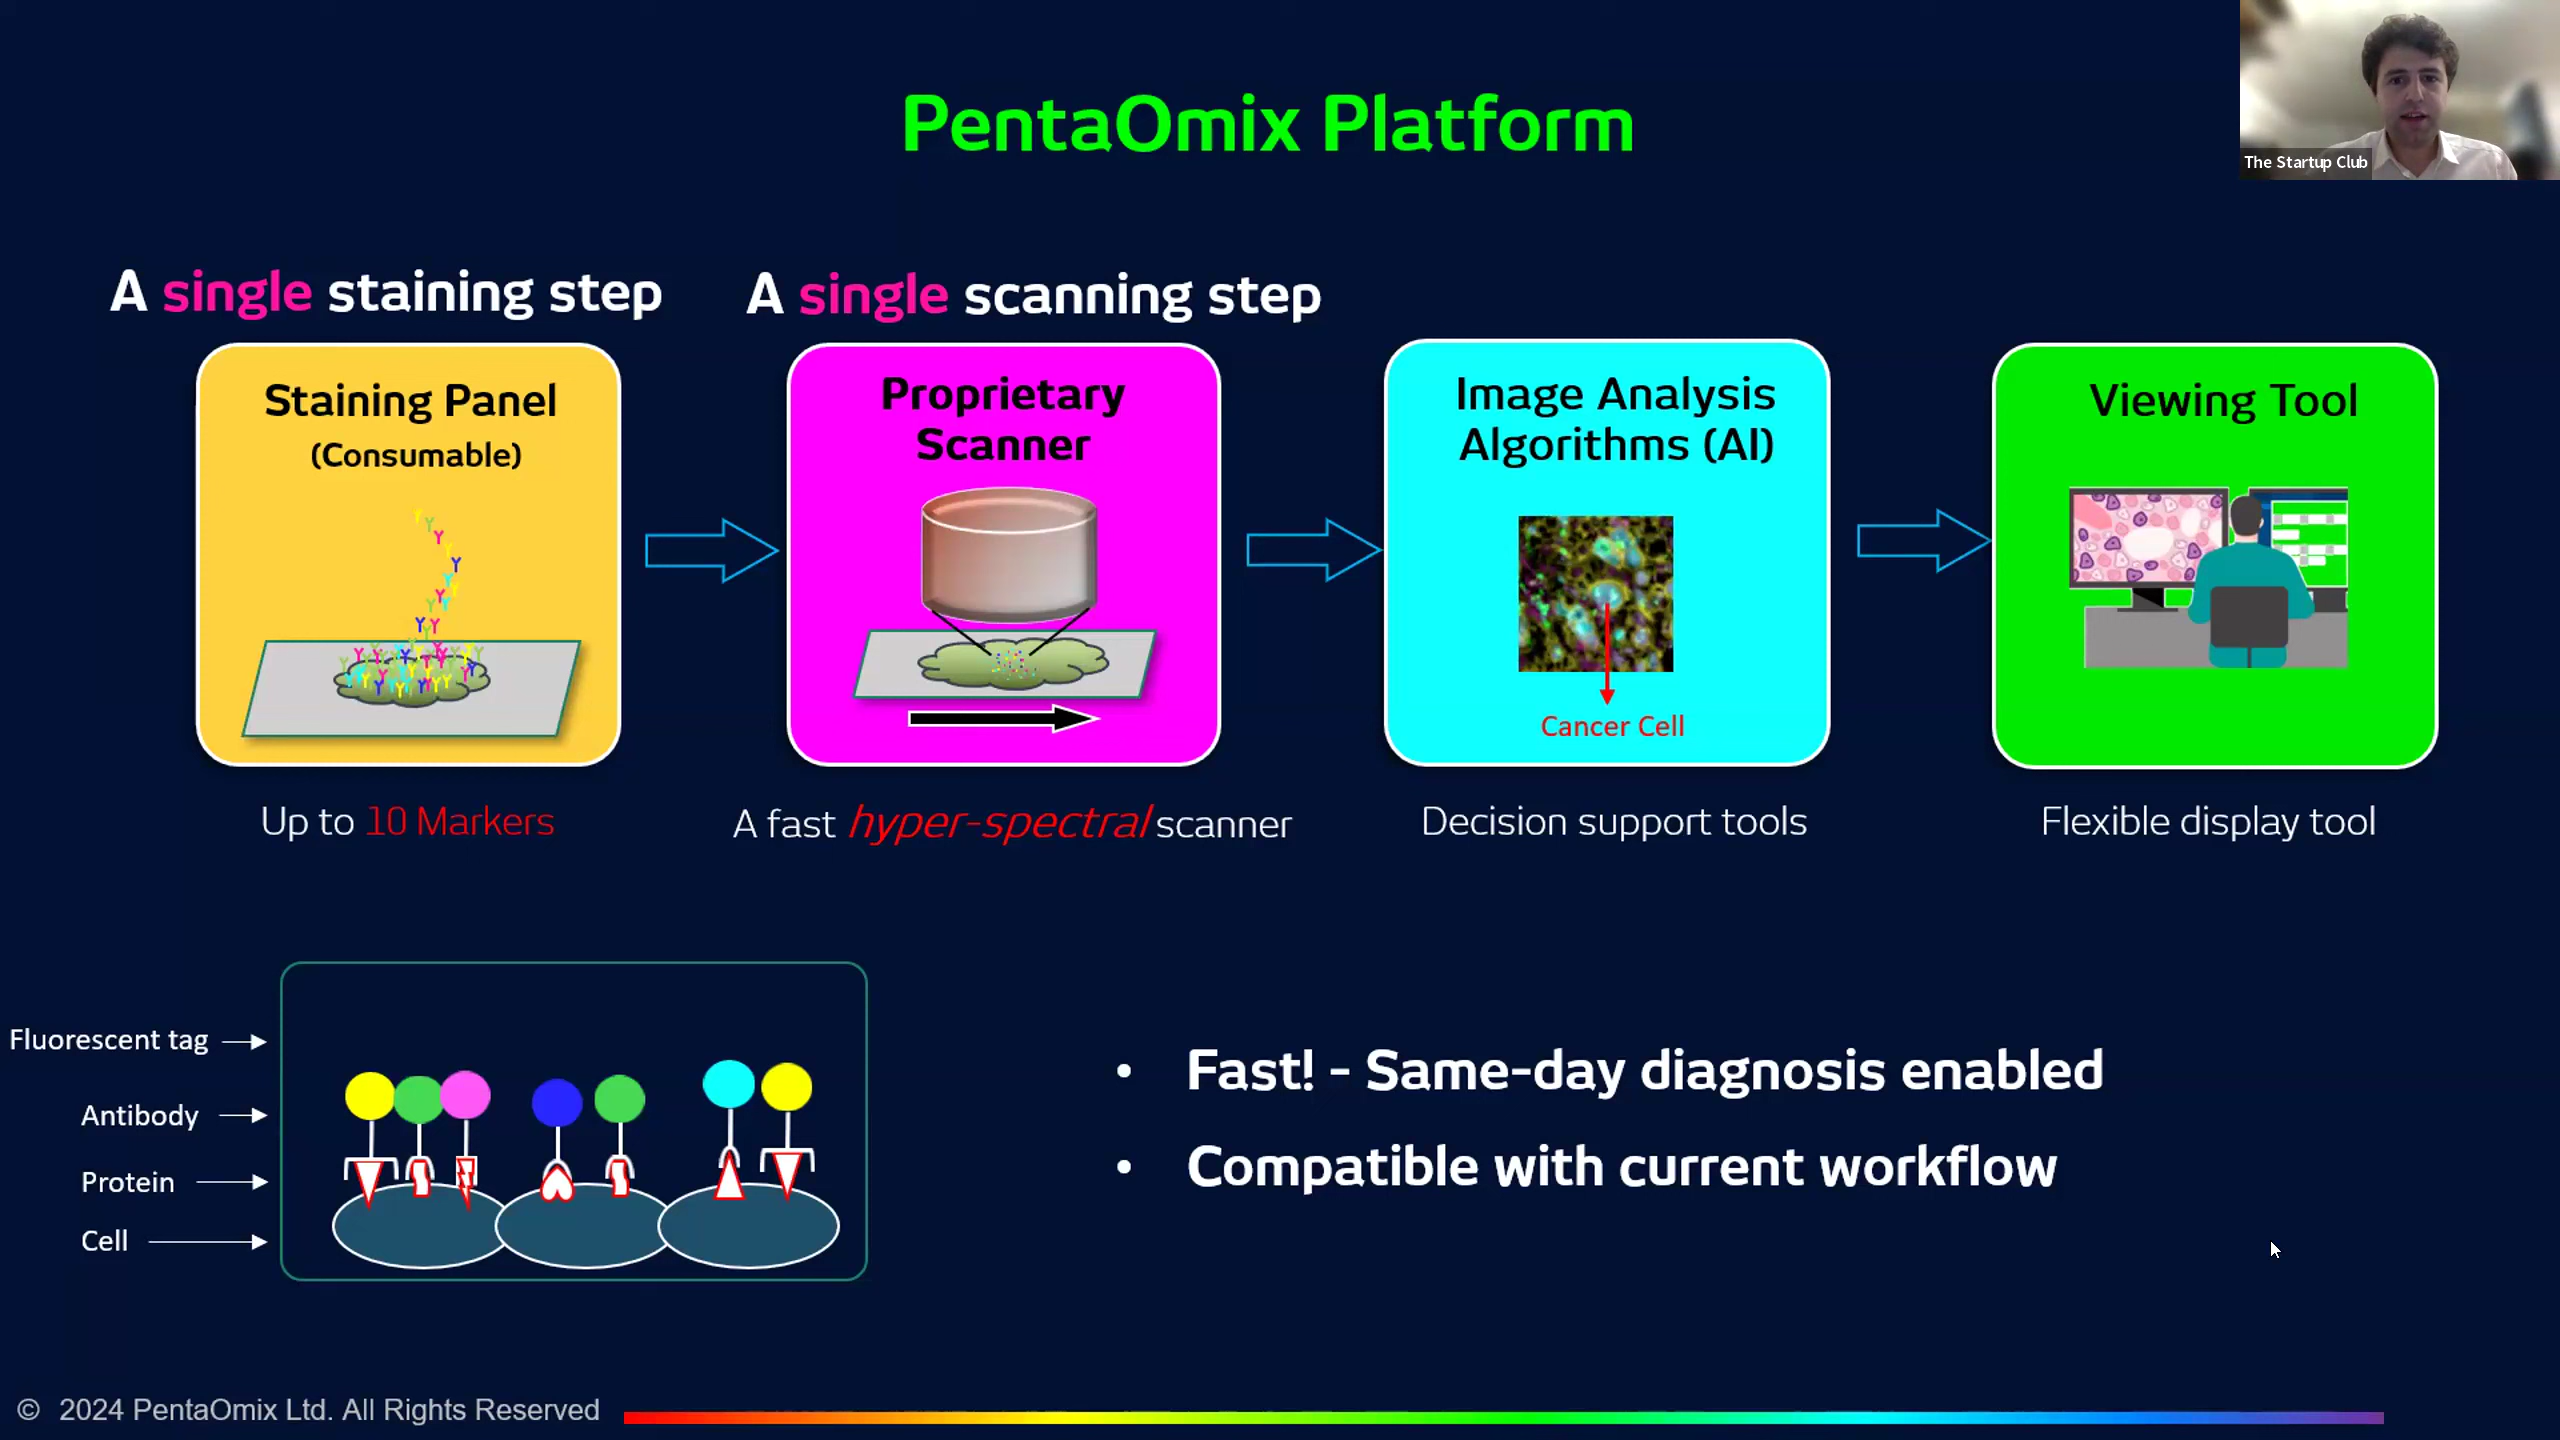 PentaOmix Platform
The Startup Club
A single staining step
A single scanning step
Staining Panel
(Consumable)
Proprietary
Scanner
Image Analysis
Algorithms (AI)
Cancer Cell
Viewing Tool
Up to 10 Markers
A fast hyper-spectral scanner
Decision support tools
Flexible display tool
Fluorescent tag
Antibody
Protein
Cell
• Fast! - Same-day diagnosis enabled
• Compatible with current workflow
© 2024 PentaOmix Ltd. All Rights Reserved